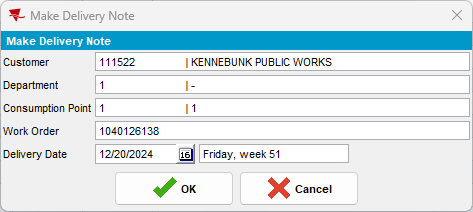 Make Delivery Note
Make Delivery Note
Customer 111522 | KENNEBUNK PUBLIC WORKS
Department 1 | -
Consumption Point 1 | 1
Work Order 1040126138
Delivery Date 12/20/2024 16 Friday, week 51
OK Cancel